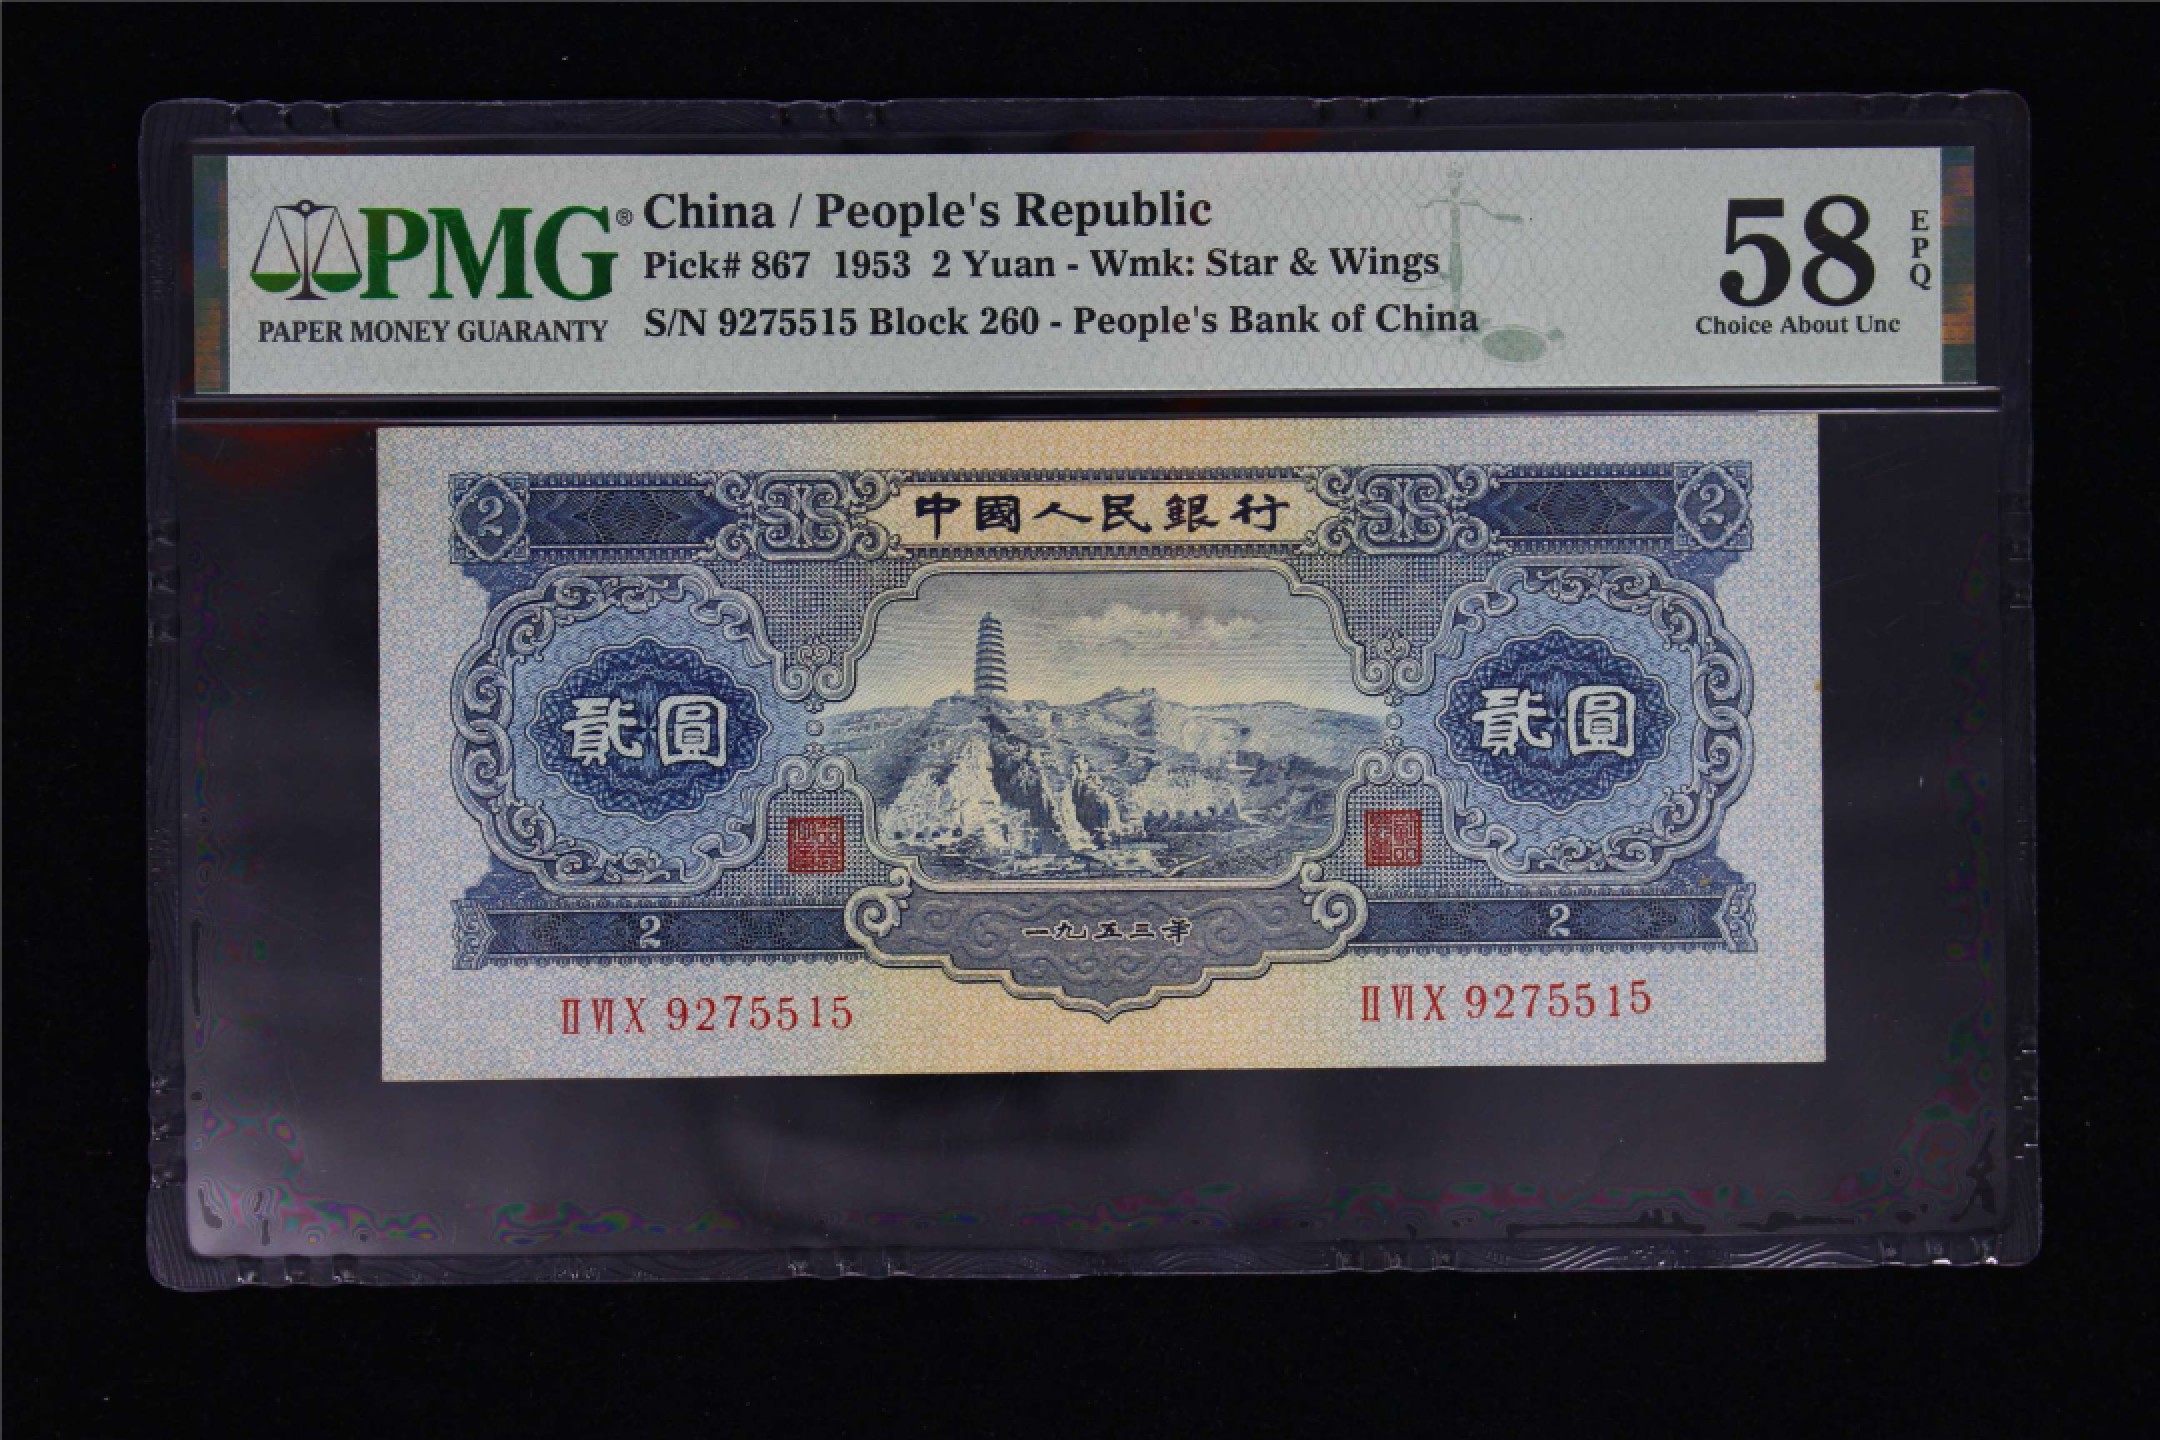 PMG®
PAPER MONEY GUARANTY
China / People's Republic
Pick# 867 1953 2 Yuan - Wmk: Star & Wings
S/N 9275515 Block 260 - People's Bank of China
58
EPQ
Choice About Unc
2
中國人民銀行
2
貳圓
貳圓
2
一九五三年
2
ⅡⅥⅩ 9275515
ⅡⅥⅩ 9275515